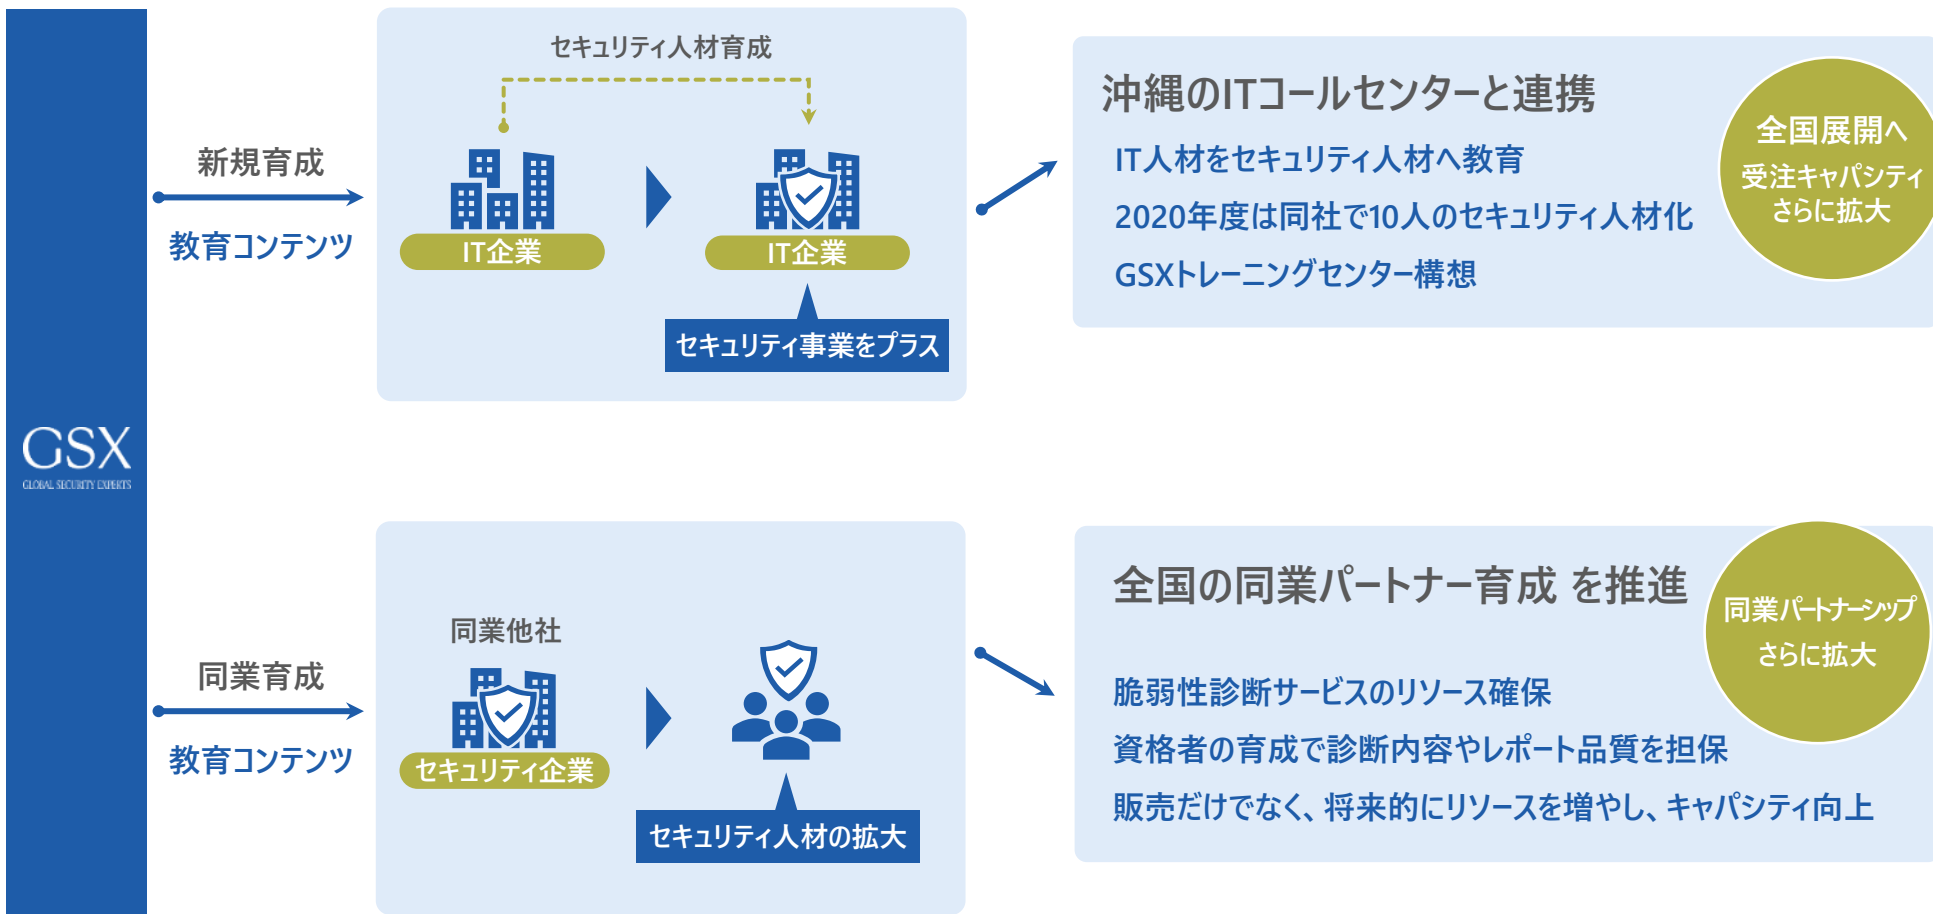 GSX
GLOBAL SECURITY EXPERTS
新規育成
教育コンテンツ
セキュリティ人材育成
IT企業
IT企業
セキュリティ事業をプラス
沖縄のITコールセンターと連携
IT人材をセキュリティ人材へ教育
2020年度は同社で10人のセキュリティ人材化
GSXトレーニングセンター構想
全国展開へ
受注キャパシティ
さらに拡大
同業育成
教育コンテンツ
同業他社
セキュリティ企業
セキュリティ人材の拡大
全国の同業パートナー育成 を推進
脆弱性診断サービスのリソース確保
資格者の育成で診断内容やレポート品質を担保
販売だけでなく、将来的にリソースを増やし、キャパシティ向上
同業パートナーシップ
さらに拡大